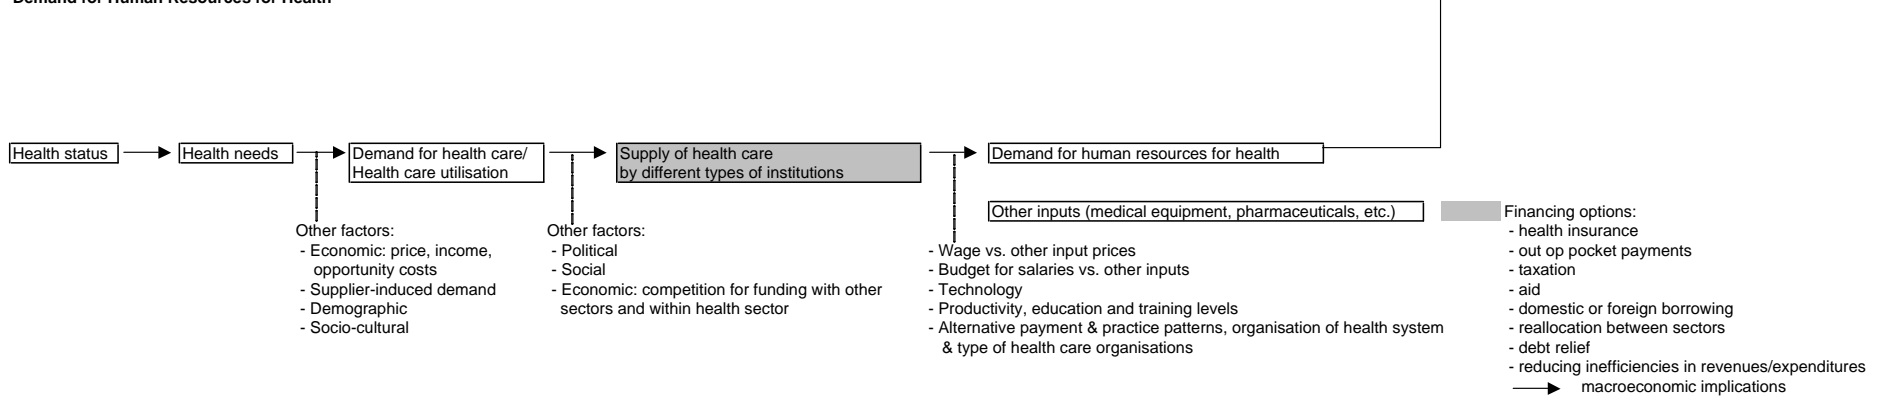 Demand for Human Resources for Health
Health status
Health needs
Demand for health care/
Health care utilisation
Supply of health care
by different types of institutions
Demand for human resources for health
Other inputs (medical equipment, pharmaceuticals, etc.)
Other factors:
- Economic: price, income,
opportunity costs
- Supplier-induced demand
- Demographic
- Socio-cultural
Other factors:
- Political
- Social
- Economic: competition for funding with other
sectors and within health sector
- Wage vs. other input prices
- Budget for salaries vs. other inputs
- Technology
- Productivity, education and training levels
- Alternative payment & practice patterns, organisation of health system
& type of health care organisations
Financing options:
- health insurance
- out op pocket payments
- taxation
- aid
- domestic or foreign borrowing
- reallocation between sectors
- debt relief
- reducing inefficiencies in revenues/expenditures
macroeconomic implications